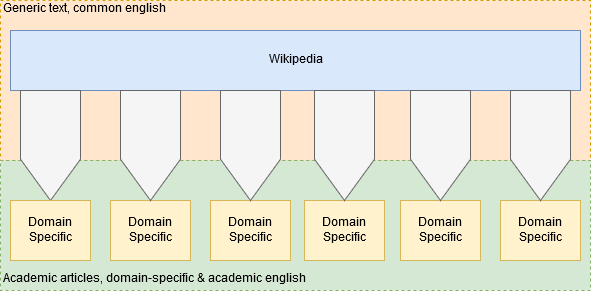 Generic text, common english
Wikipedia
Domain
Specific
Domain
Specific
Domain
Specific
Domain
Specific
Domain
Specific
Domain
Specific
Academic articles, domain-specific & academic english